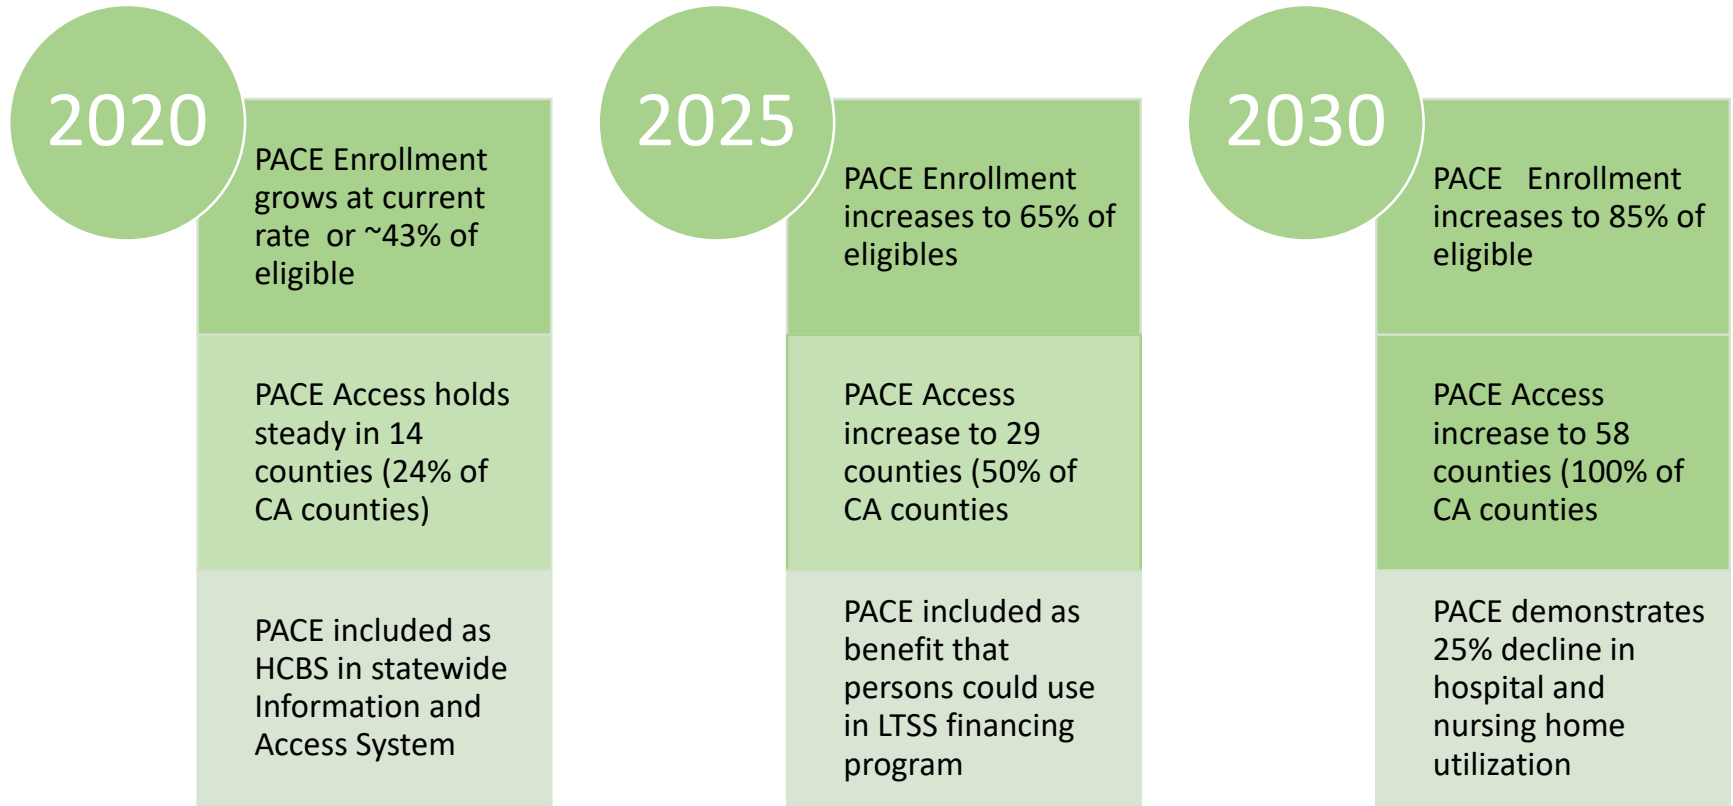 2020
PACE Enrollment
grows at current
rate or ~43% of
eligible
PACE Access holds
steady in 14
counties (24% of
CA counties)
PACE included as
HCBS in statewide
Information and
Access System
2025
PACE Enrollment
increases to 65% of
eligibles
PACE Access
increase to 29
counties (50% of
CA counties
PACE included as
benefit that
persons could use
in LTSS financing
program
2030
PACE Enrollment
increases to 85% of
eligible
PACE Access
increase to 58
counties (100% of
CA counties
PACE demonstrates
25% decline in
hospital and
nursing home
utilization